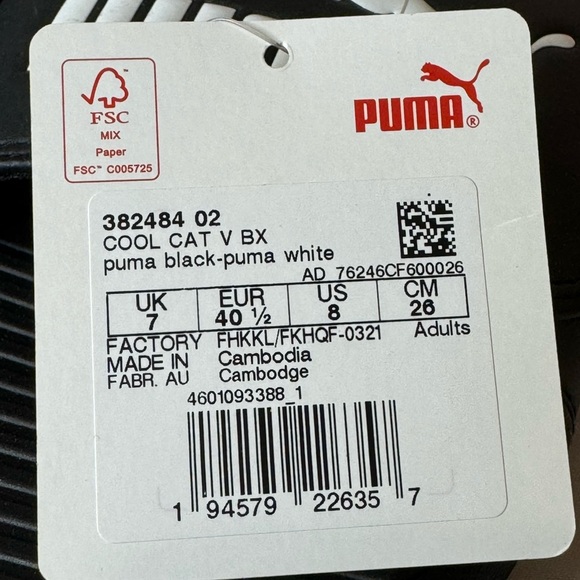 FSC™
MIX
Paper
FSC™ C005725
PUMA®
382484 02
COOL CAT V BX
puma black-puma white
AD 76246CF600026
UK EUR US CM
7 40 ½ 8 26
FACTORY FHKKL/FKHQF-0321 Adults
MADE IN Cambodia
FABR. AU Cambodge
4601093388_1
1 94579 22635 7